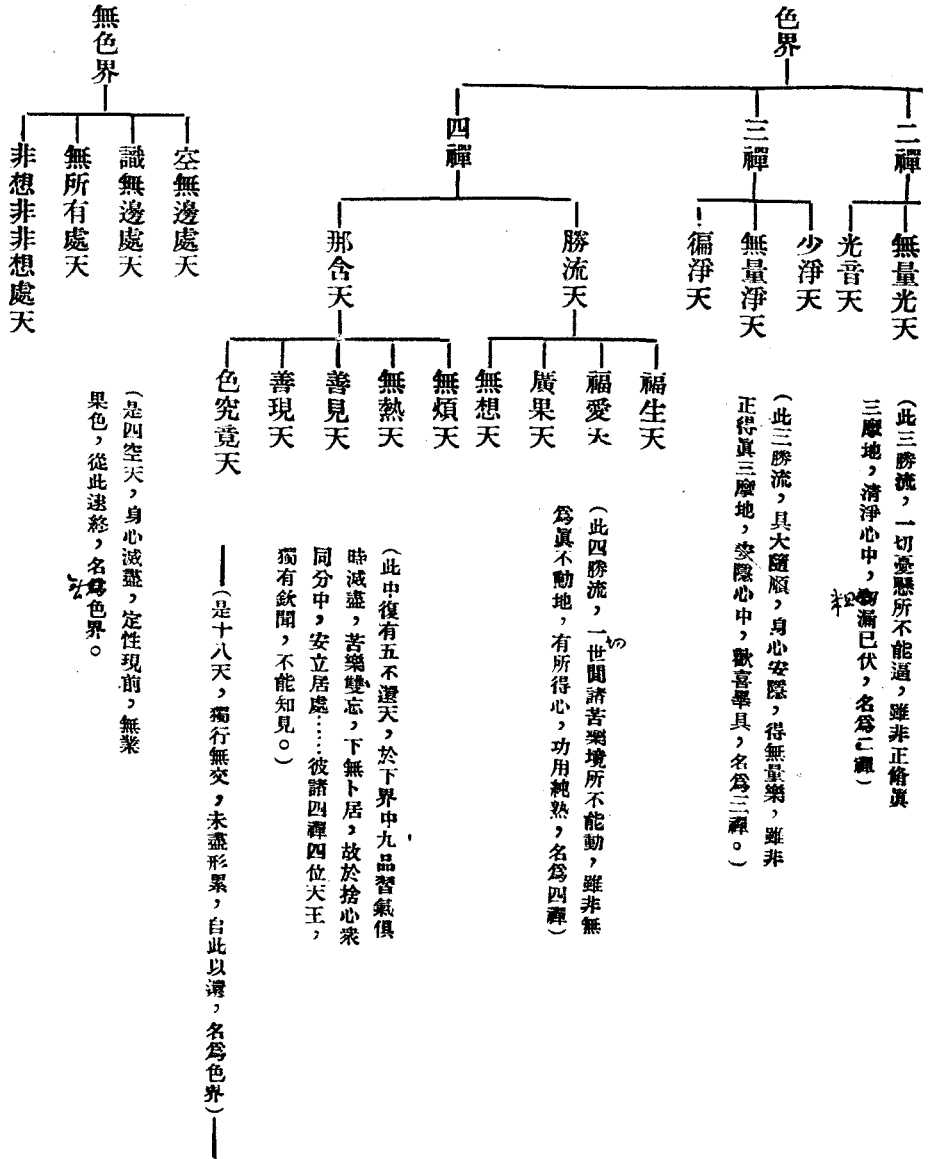 色界
二禪
無量光天
光音天
(此三勝流，一切憂懸所不能逼，雖非正脩眞
三摩地，清淨心中，漏已伏，名爲二禪)
粗
三禪
少淨天
無量淨天
徧淨天
(此三勝流，具大隨順，身心安隱，得無量樂，雖非
正得眞三摩地，安隱心中，歡喜畢具，名爲三禪。)
四禪
勝流天
福生天
福愛天
廣果天
無想天
(此四勝流，一世間諸苦樂境所不能動，雖非無
切
爲眞不動地，有所得心，功用純熟，名爲四禪)
那含天
無煩天
無熱天
善見天
善現天
色究竟天
(此中復有五不還天，於下界中九品習氣俱
時滅盡，苦樂雙忘，下無卜居，故於捨心衆
同分中，安立居處……彼諸四禪四位天王，
獨有欽聞，不能知見。)
(是十八天，獨行無交，未盡形累，自此以還，名爲色界)
無色界
空無邊處天
識無邊處天
無所有處天
非想非非想處天
(是四空天，身心滅盡，定性現前，無業
果色，從此逮終，名爲色界。